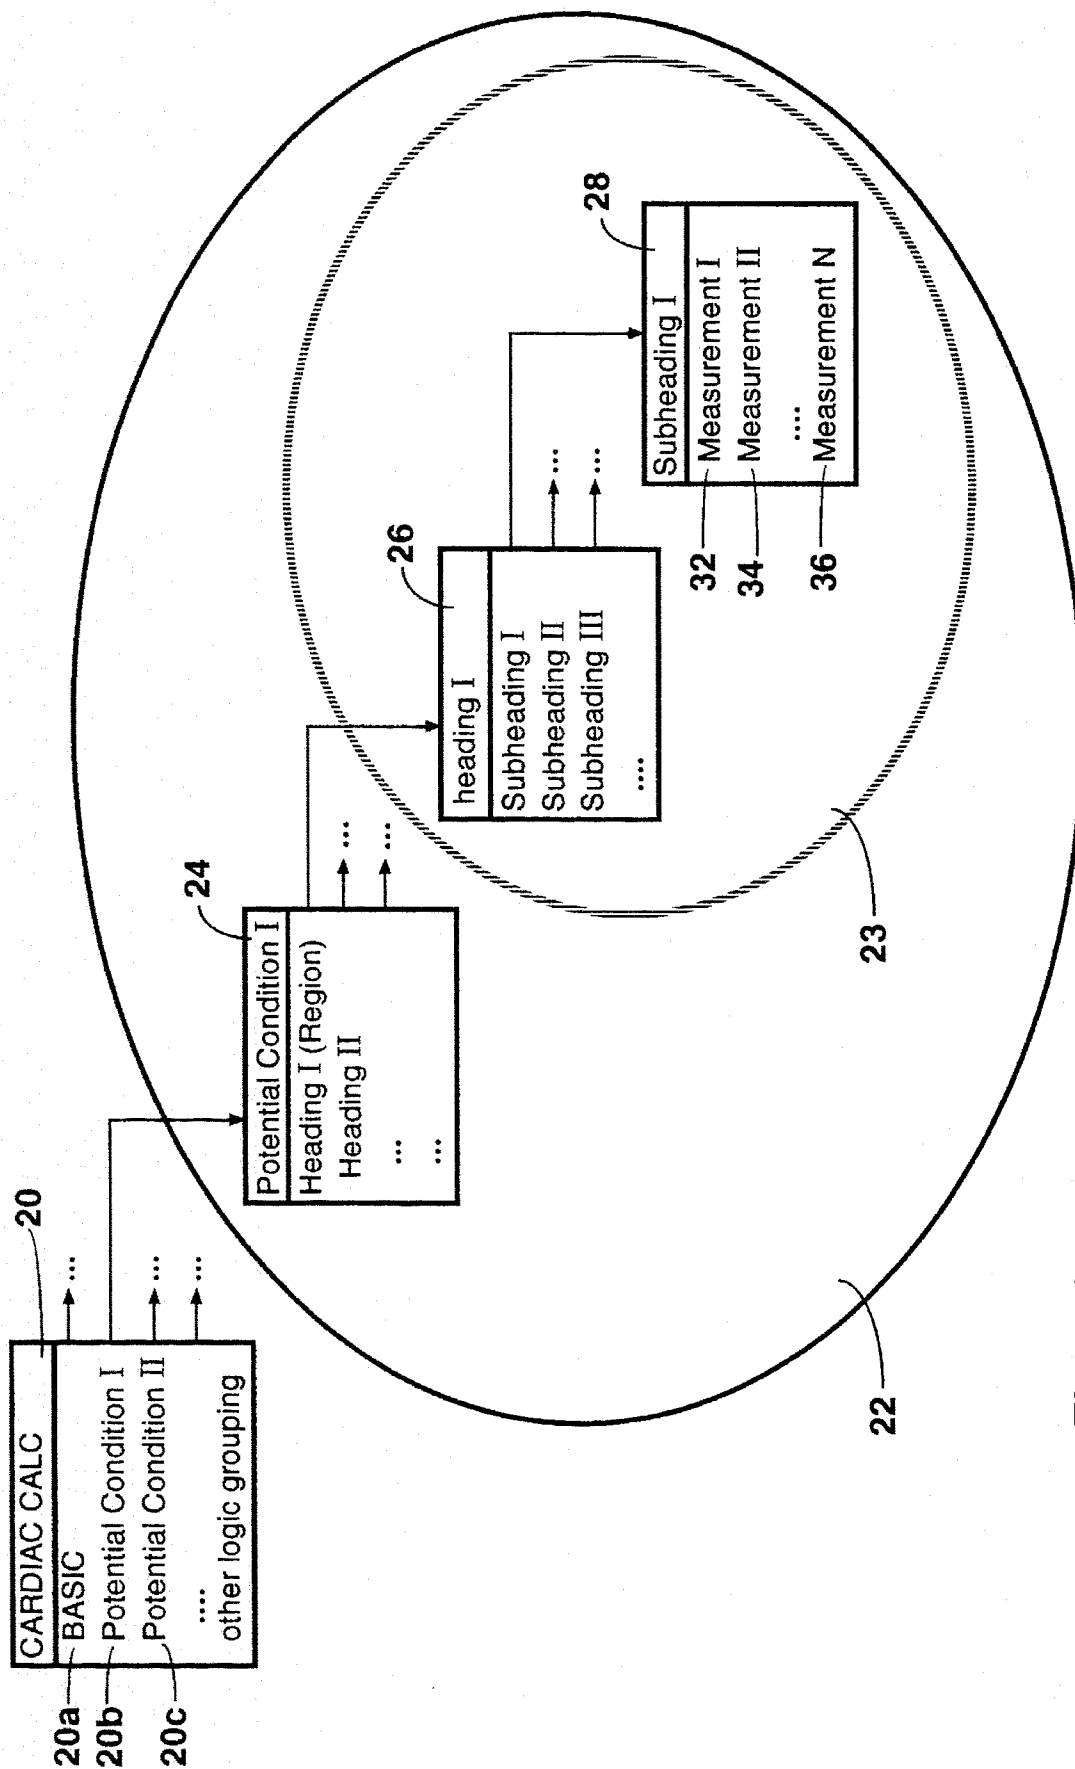 CARDIAC CALC
20
20a
BASIC
...
20b
Potential Condition I
20c
Potential Condition II
...
....
...
other logic grouping
22
Potential Condition I
24
Heading I (Region)
Heading II
...
...
...
...
23
heading I
26
Subheading I
Subheading II
...
Subheading III
...
....
Subheading I
28
32
Measurement I
34
Measurement II
....
36
Measurement N